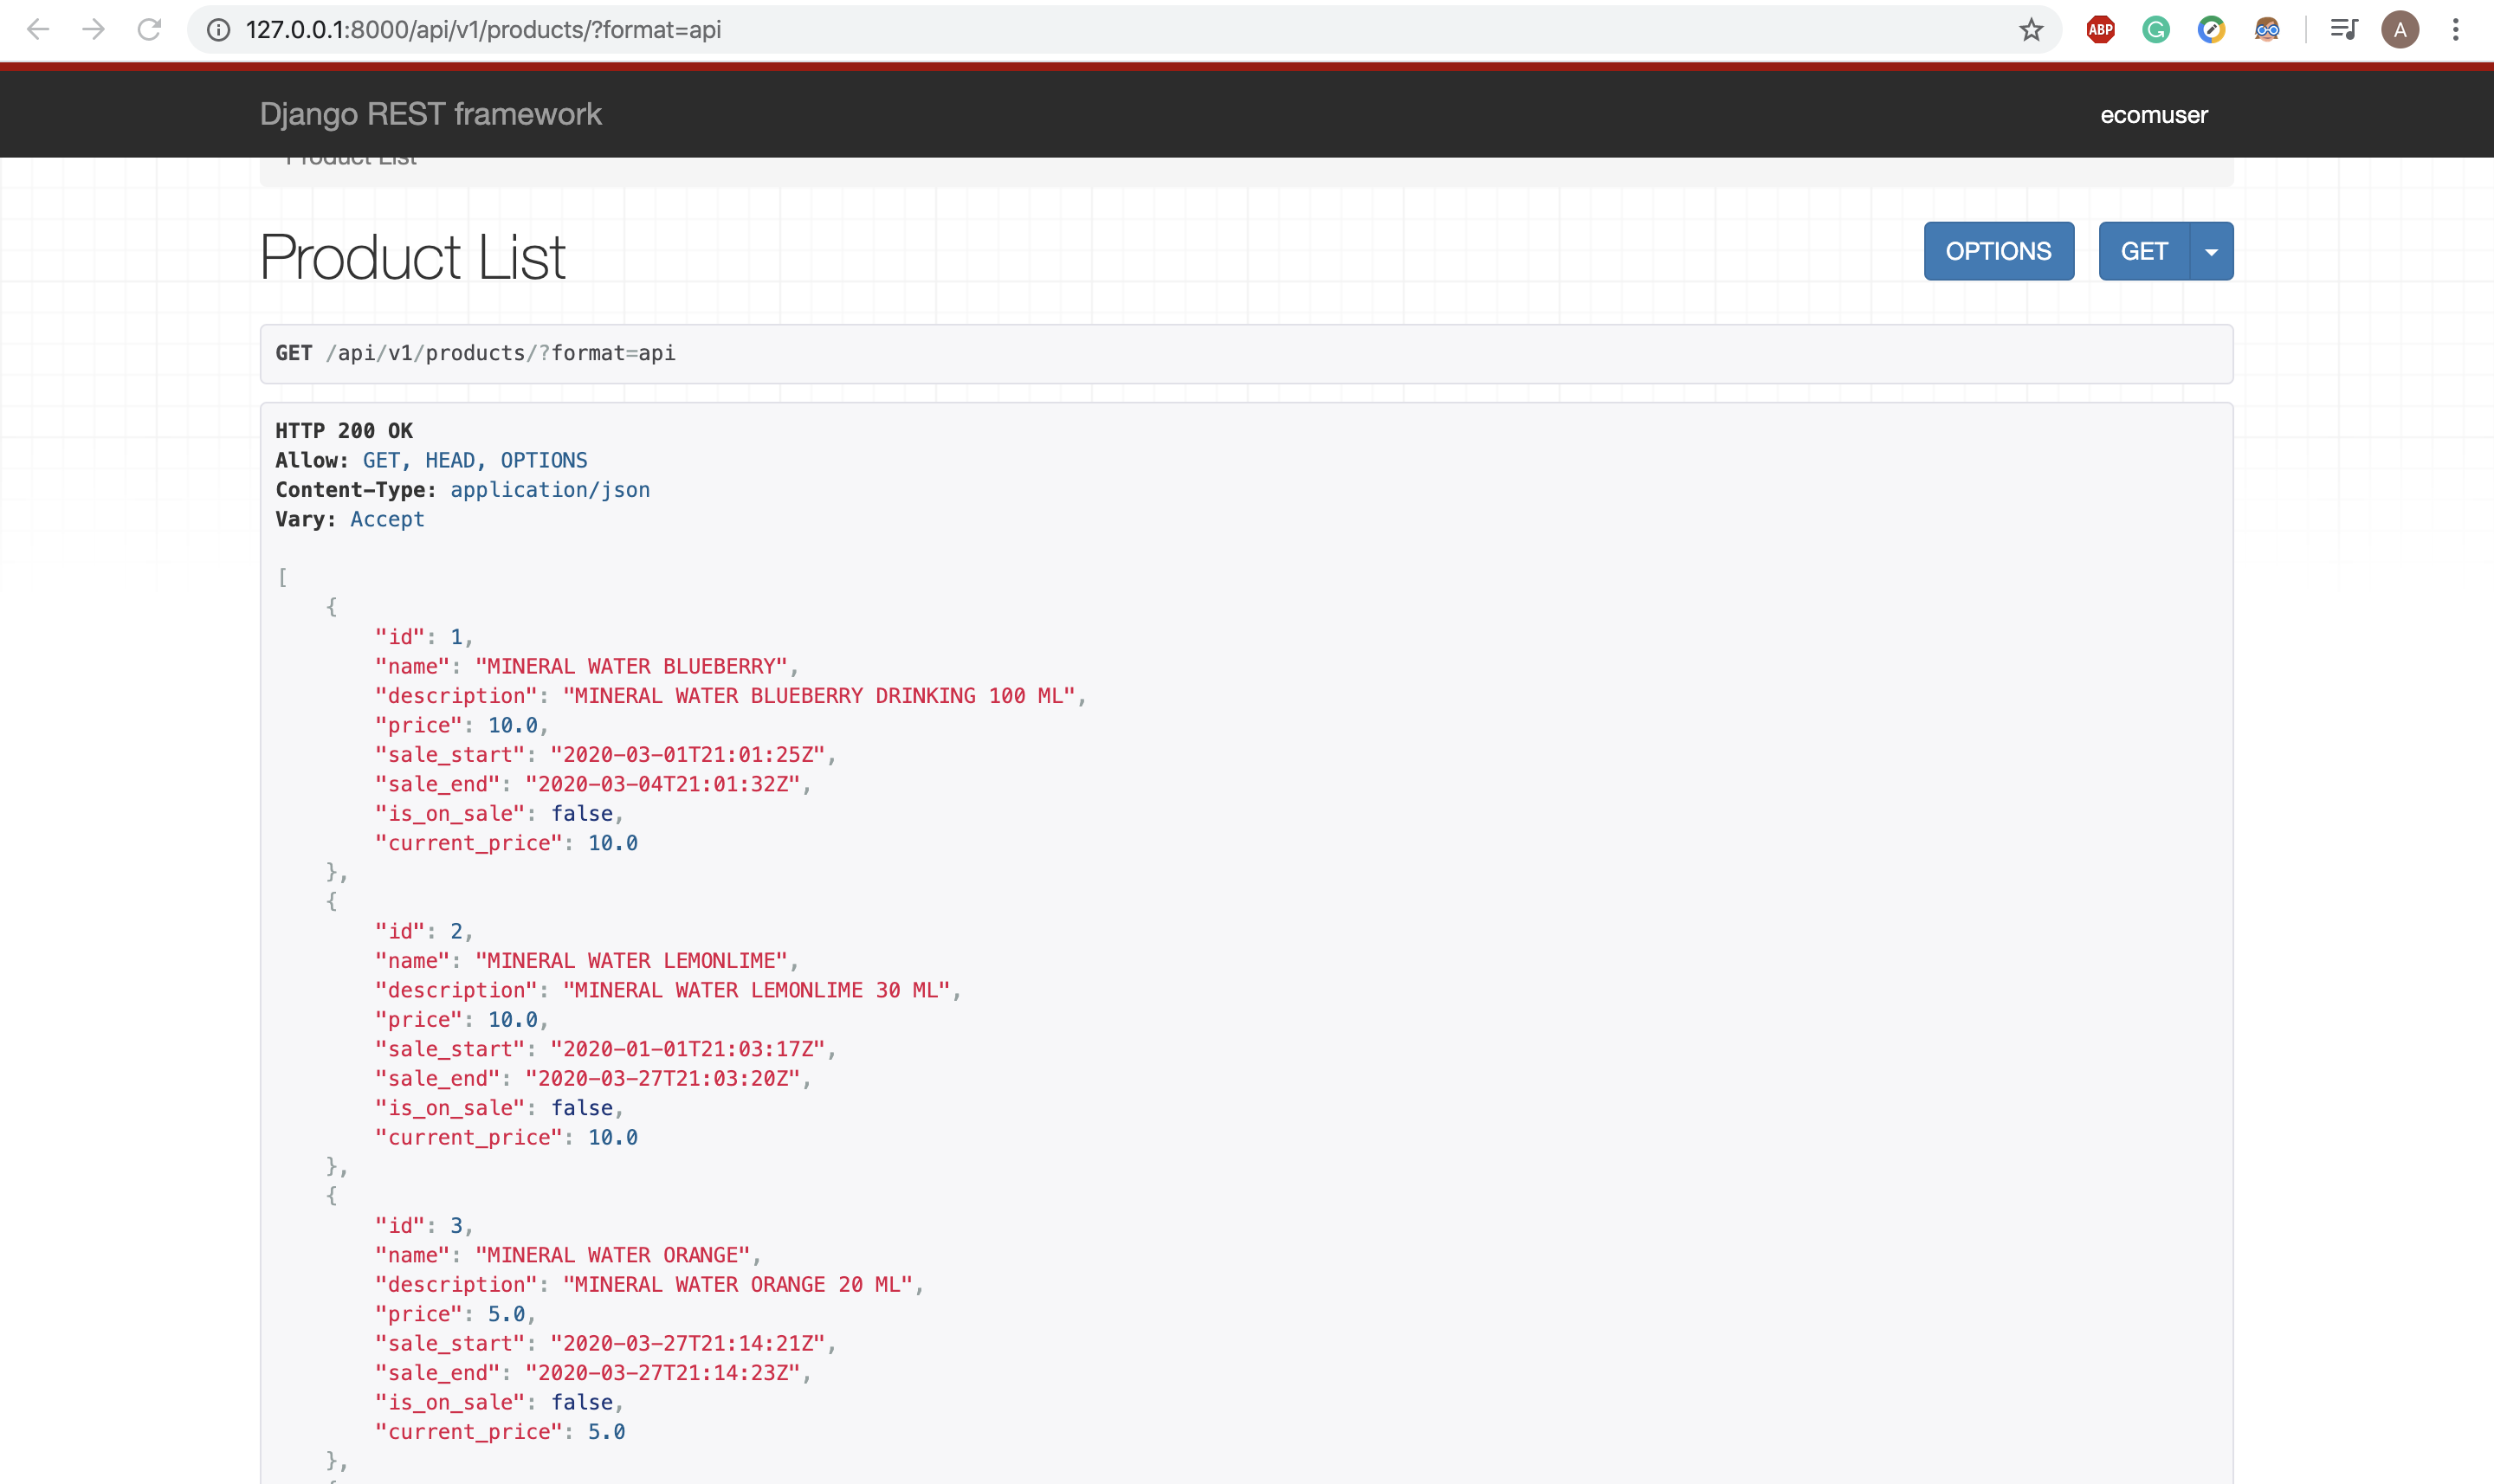 127.0.0.1:8000/api/v1/products/?format=api
ABP
G
A
Django REST framework
ecomuser
Product List
Product List
OPTIONS
GET
GET /api/v1/products/?format=api
HTTP 200 OK
Allow: GET, HEAD, OPTIONS
Content-Type: application/json
Vary: Accept
[
{
"id": 1,
"name": "MINERAL WATER BLUEBERRY",
"description": "MINERAL WATER BLUEBERRY DRINKING 100 ML",
"price": 10.0,
"sale_start": "2020-03-01T21:01:25Z",
"sale_end": "2020-03-04T21:01:32Z",
"is_on_sale": false,
"current_price": 10.0
},
{
"id": 2,
"name": "MINERAL WATER LEMONLIME",
"description": "MINERAL WATER LEMONLIME 30 ML",
"price": 10.0,
"sale_start": "2020-01-01T21:03:17Z",
"sale_end": "2020-03-27T21:03:20Z",
"is_on_sale": false,
"current_price": 10.0
},
{
"id": 3,
"name": "MINERAL WATER ORANGE",
"description": "MINERAL WATER ORANGE 20 ML",
"price": 5.0,
"sale_start": "2020-03-27T21:14:21Z",
"sale_end": "2020-03-27T21:14:23Z",
"is_on_sale": false,
"current_price": 5.0
},
{